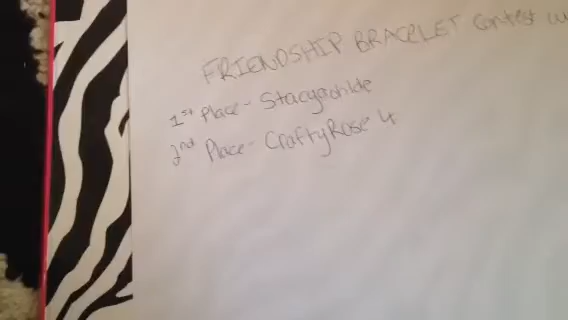 FRIENDSHIP BRACELET Contest
1st Place- Stacyachilde
2nd Place- CraftyRose 4